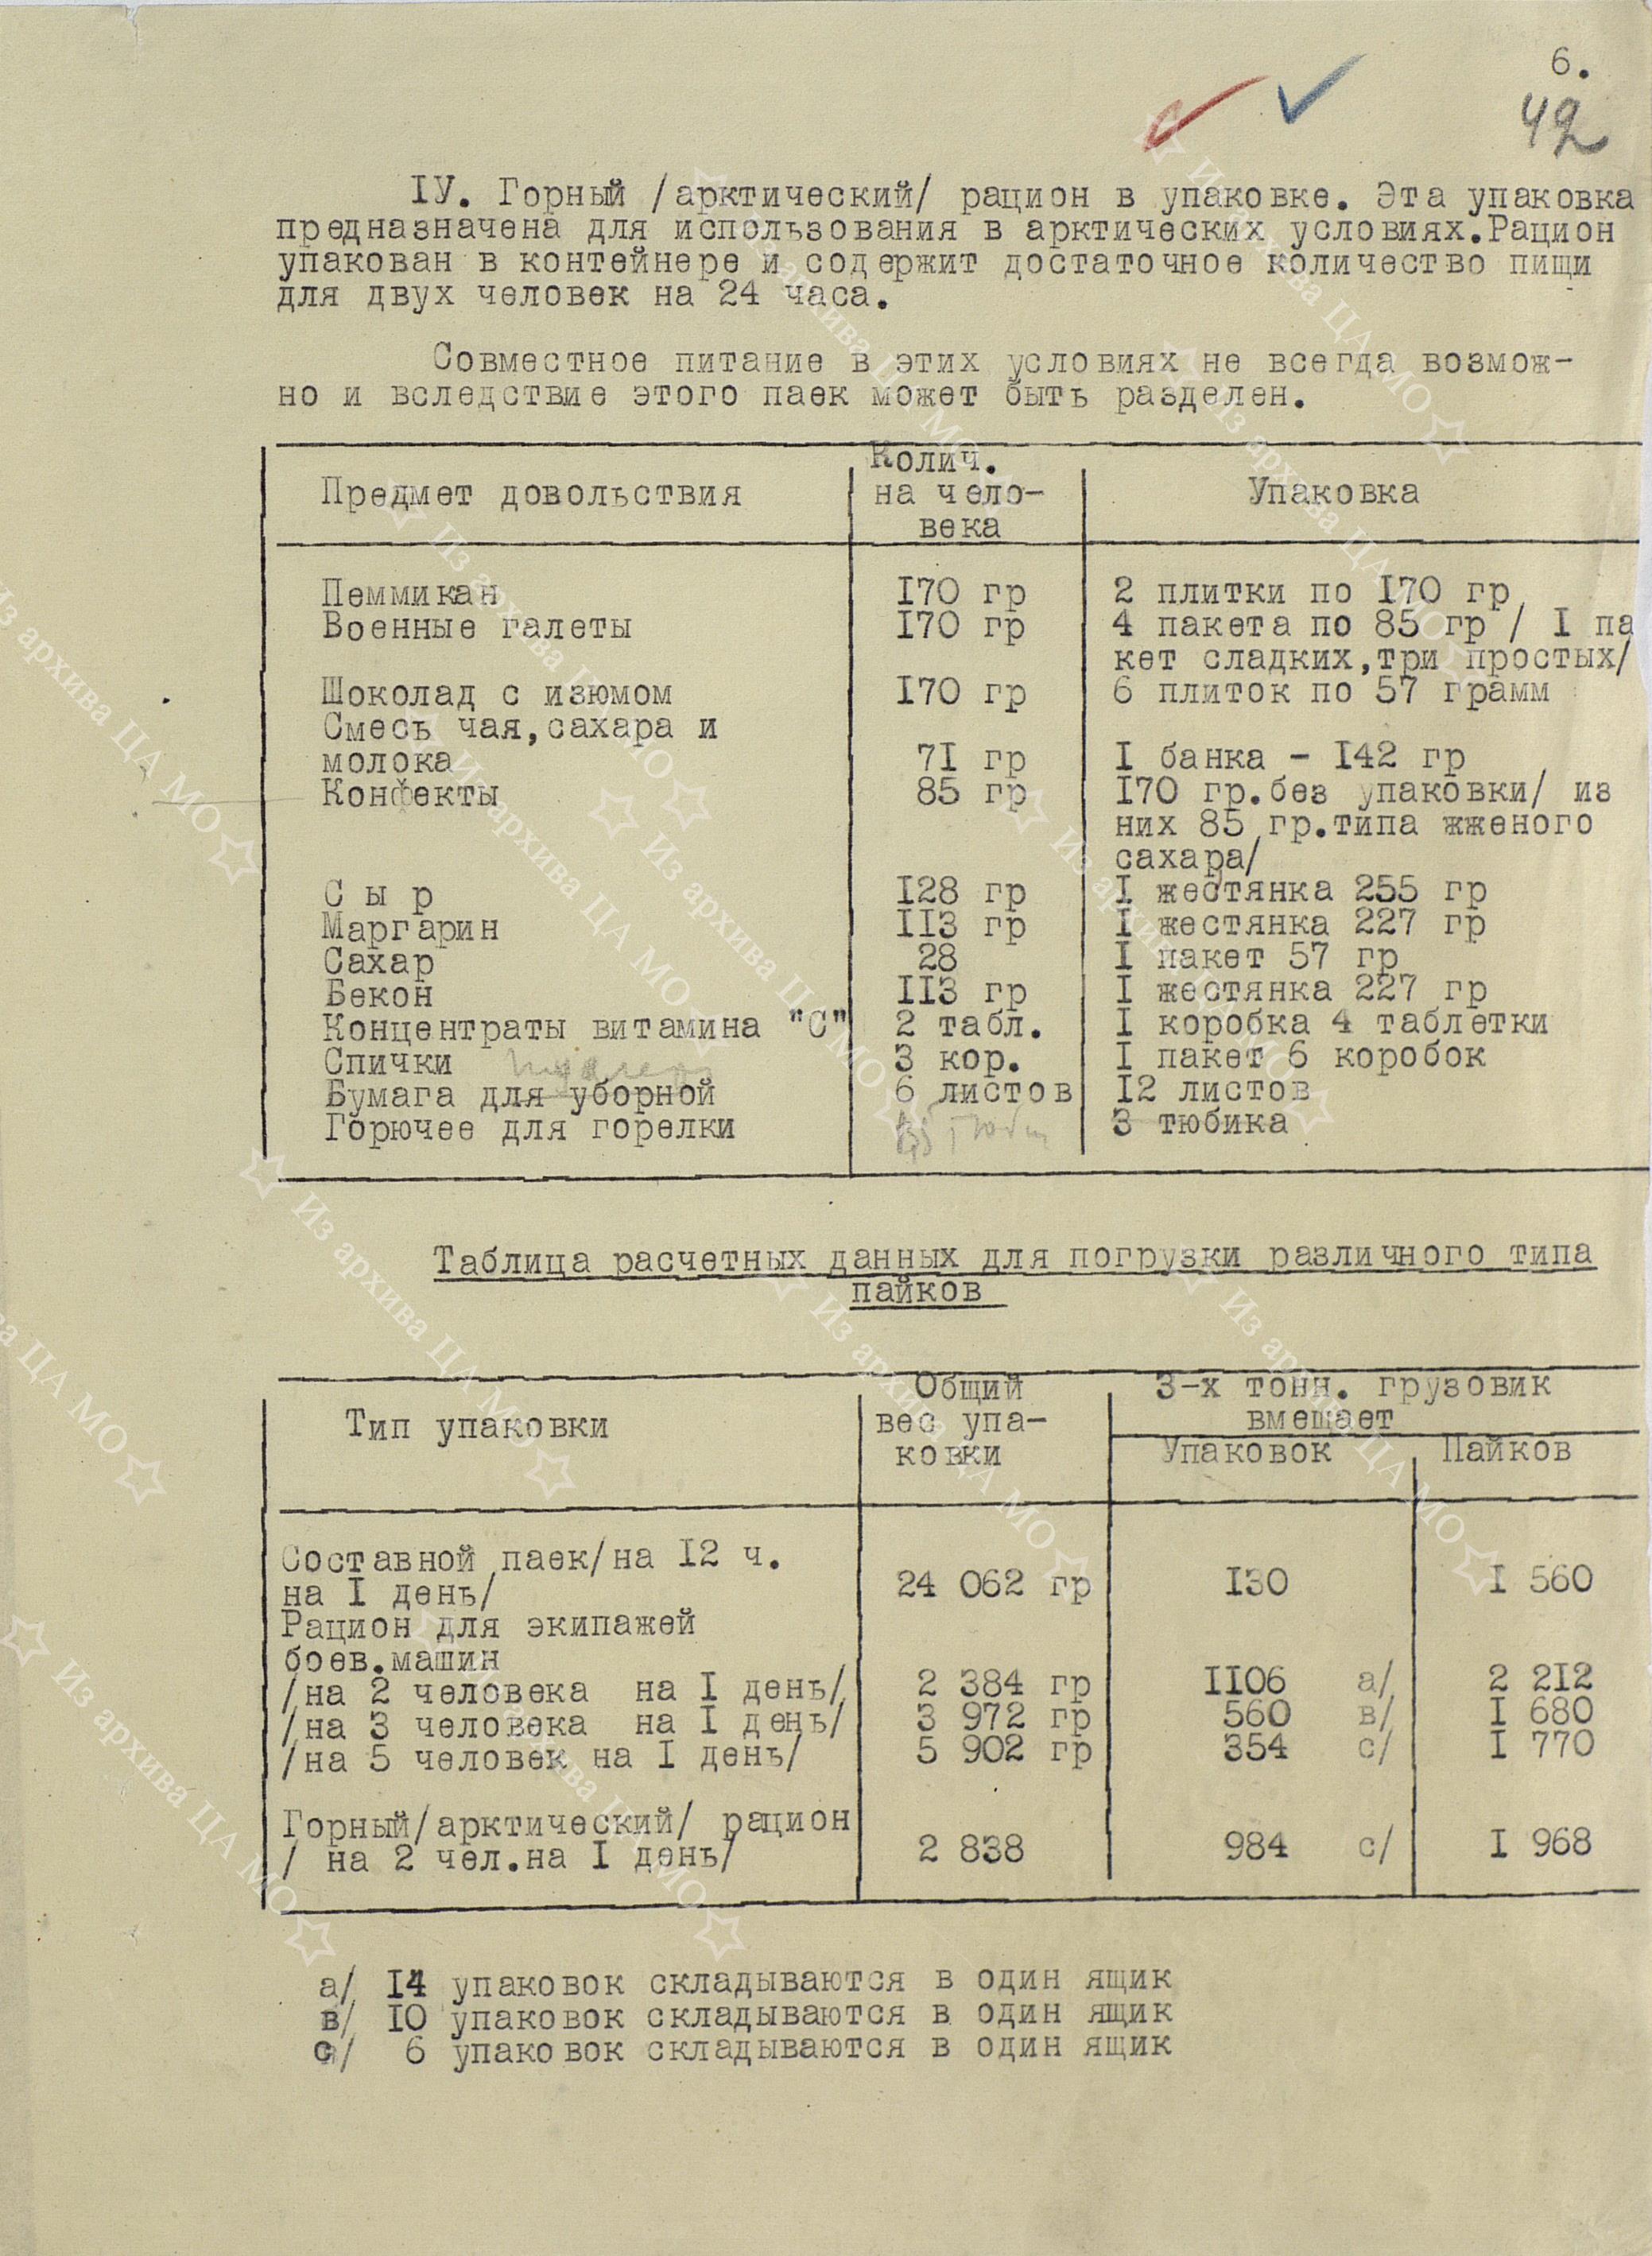 6.
42
IУ. Горный /арктический/ рацион в упаковке. Эта упаковка
предназначена для использования в арктических условиях.Рацион
упакован в контейнере и содержит достаточное количество пищи
для двух человек на 24 часа.
Совместное питание в этих условиях не всегда возмож-
но и вследствие этого паек может быть разделен.
Предмет довольствия Колич. на чело- века Упаковка
Пеммикан 170 гр 2 плитки по 170 гр
Военные галеты 170 гр 4 пакета по 85 гр / I па
кет сладких,три простых/
Шоколад с изюмом 170 гр 6 плиток по 57 грамм
Смесь чая,сахара и
молока 71 гр I банка - 142 гр
Конфекты 85 гр 170 гр.без упаковки/ из
них 85 гр.типа жженого
сахара/
С ы р 128 гр I жестянка 255 гр
Маргарин 113 гр I жестянка 227 гр
Сахар 28 I пакет 57 гр
Бекон 113 гр I жестянка 227 гр
Концентраты витамина "С" 2 табл. I коробка 4 таблетки
Спички 3 кор. I пакет 6 коробок
Бумага для уборной 6 листов 12 листов
Горючее для горелки 3 тюбика
Таблица расчетных данных для погрузки различного типа
пайков
Тип упаковки Общий вес упа- ковки 3-х тонн. грузовик
вмещает
Упаковок Пайков
Составной паек/на 12 ч.
на I день/ 24 062 гр 130 I 560
Рацион для экипажей
боев.машин
/на 2 человека на I день/ 2 384 гр 1106 а/ 2 212
/на 3 человека на I день/ 3 972 гр 560 в/ I 680
/на 5 человек на I день/ 5 902 гр 354 с/ I 770
Горный/арктический/ рацион
/ на 2 чел.на I день/ 2 838 984 с/ I 968
а/ 14 упаковок складываются в один ящик
в/ 10 упаковок складываются в один ящик
с/ 6 упаковок складываются в один ящик
Из архива ЦА МО